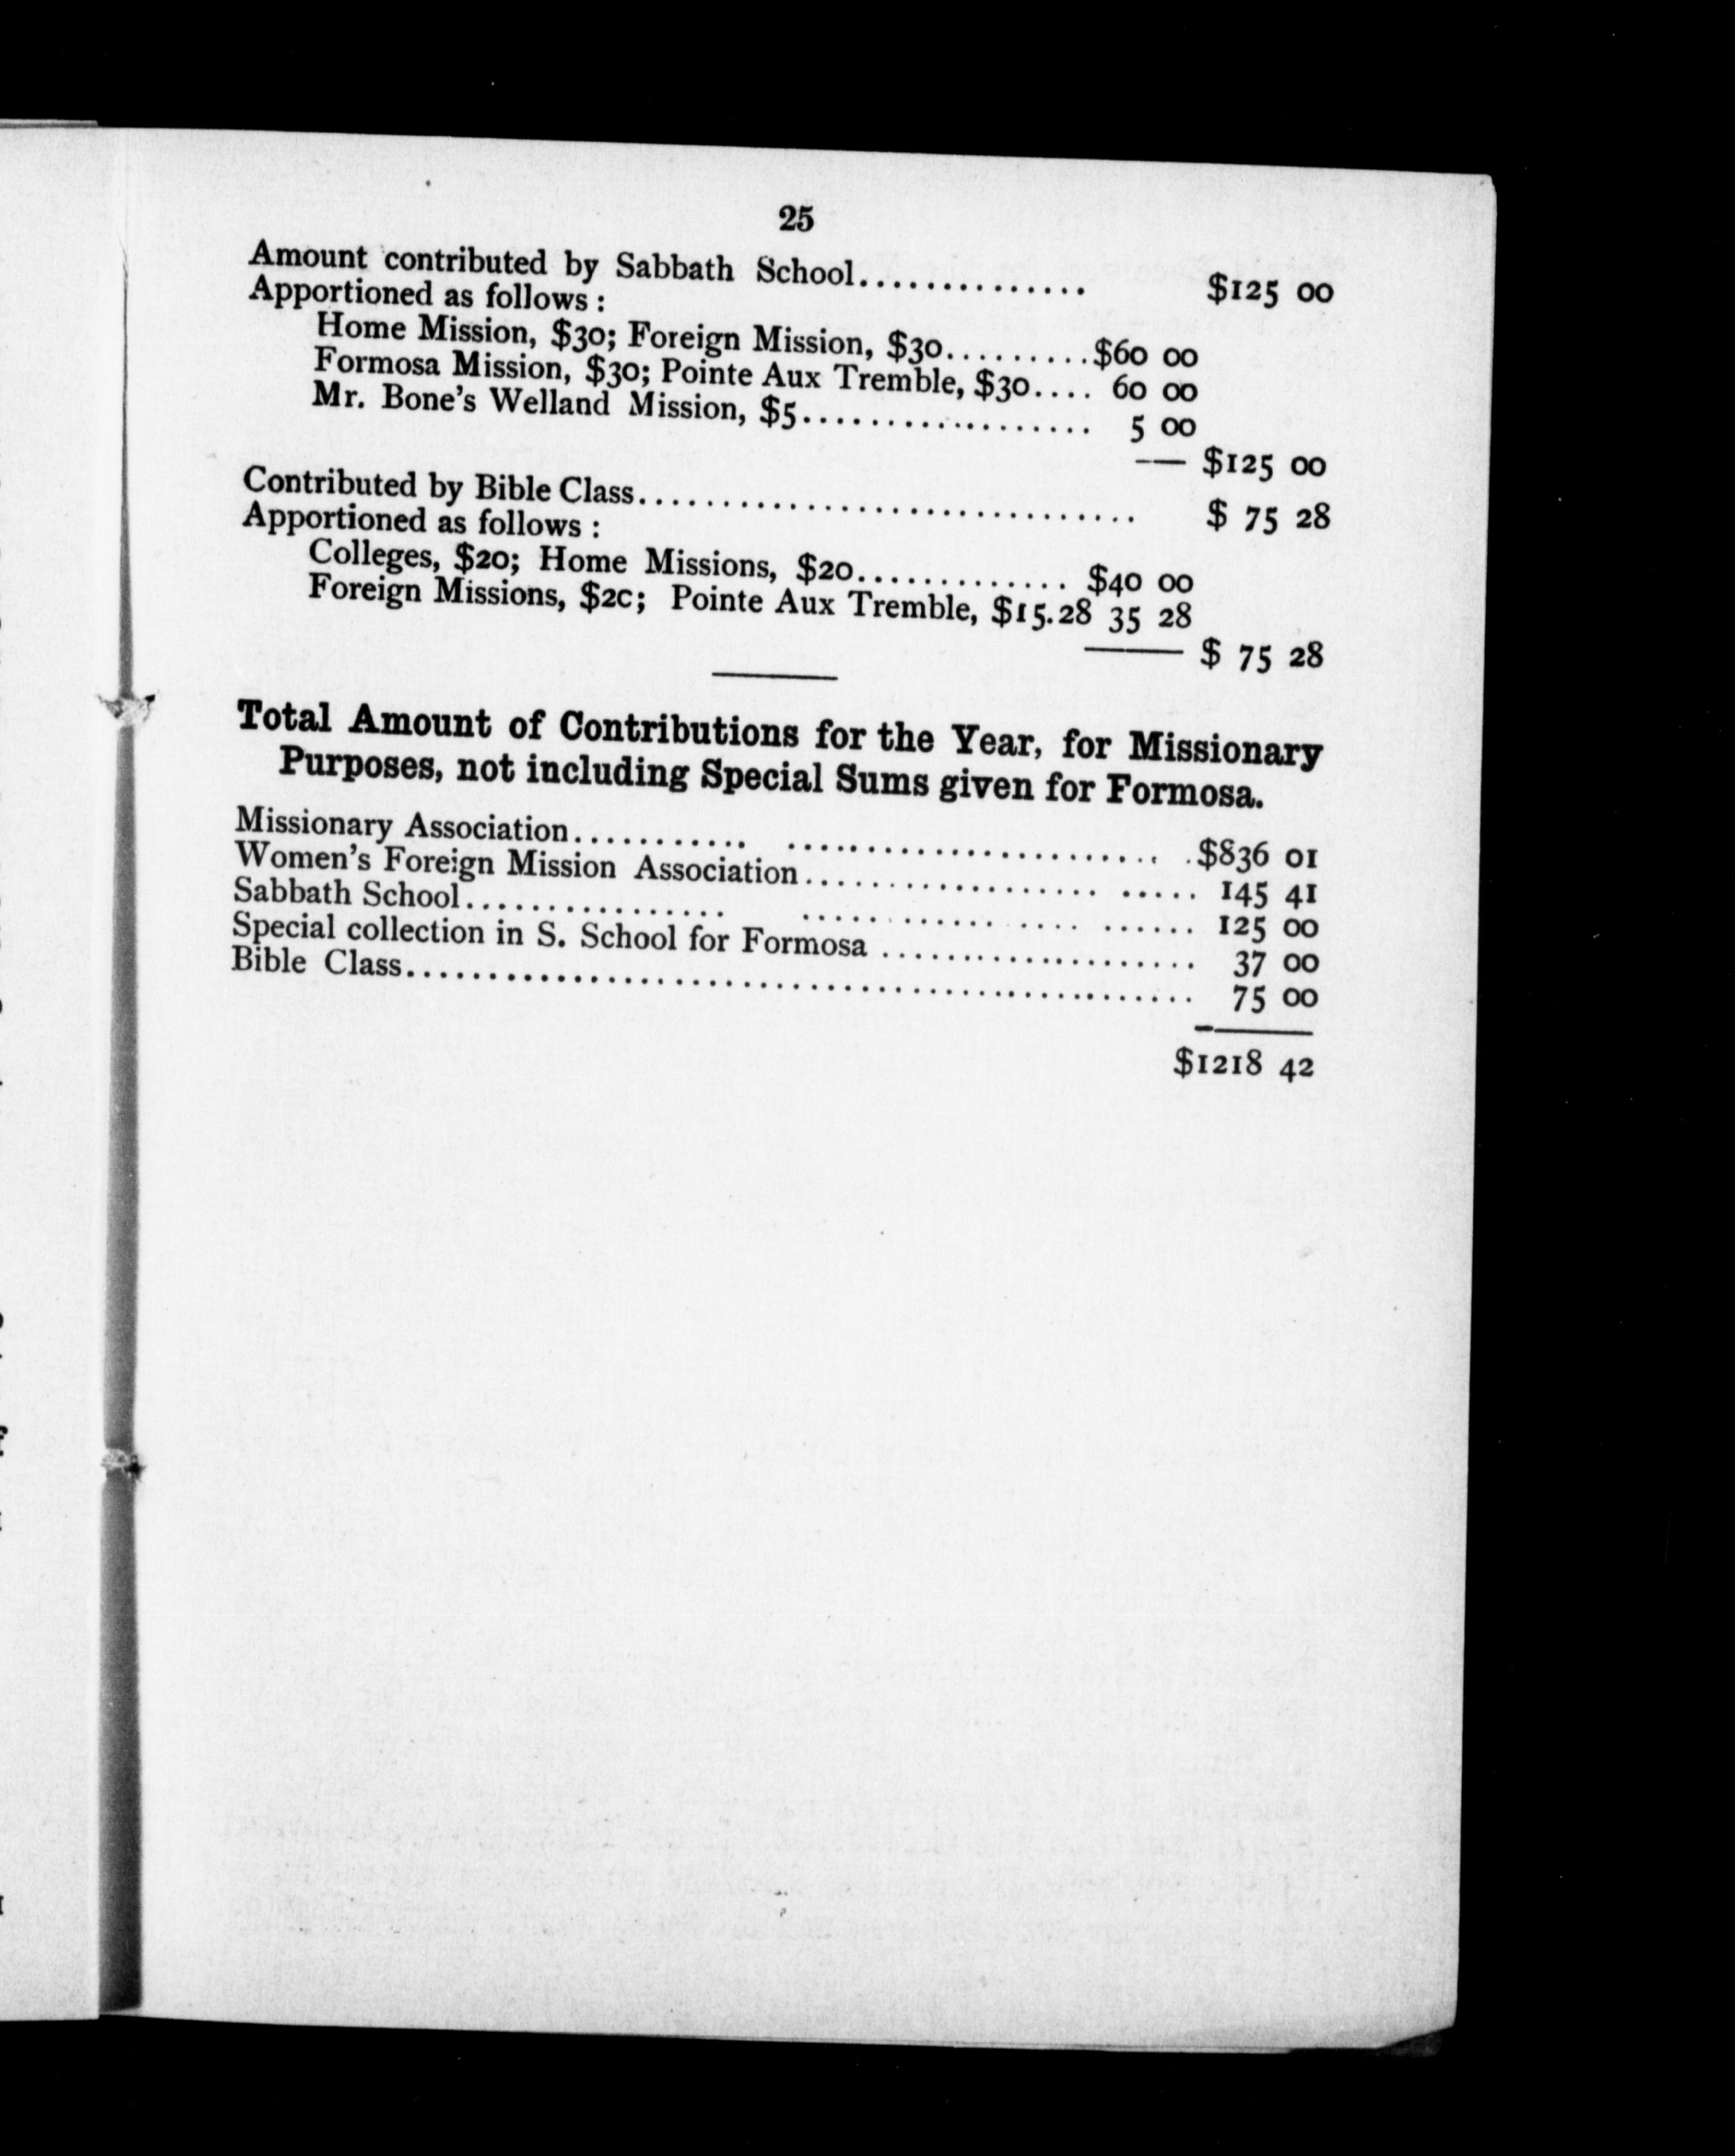 25
Amount contributed by Sabbath School.............. $125 00
Apportioned as follows :
Home Mission, $30; Foreign Mission, $30.........$60 00
Formosa Mission, $30; Pointe Aux Tremble, $30.... 60 00
Mr. Bone's Welland Mission, $5.................. 5 00
—— $125 00
Contributed by Bible Class.............................. $ 75 28
Apportioned as follows :
Colleges, $20; Home Missions, $20............. $40 00
Foreign Missions, $2c; Pointe Aux Tremble, $15.28 35 28
——— $ 75 28
Total Amount of Contributions for the Year, for Missionary
Purposes, not including Special Sums given for Formosa.
Missionary Association........... ........................$836 01
Women's Foreign Mission Association.................. ..... 145 41
Sabbath School................ ................. ...... 125 00
Special collection in S. School for Formosa ................... 37 00
Bible Class................................................ 75 00
$1218 42